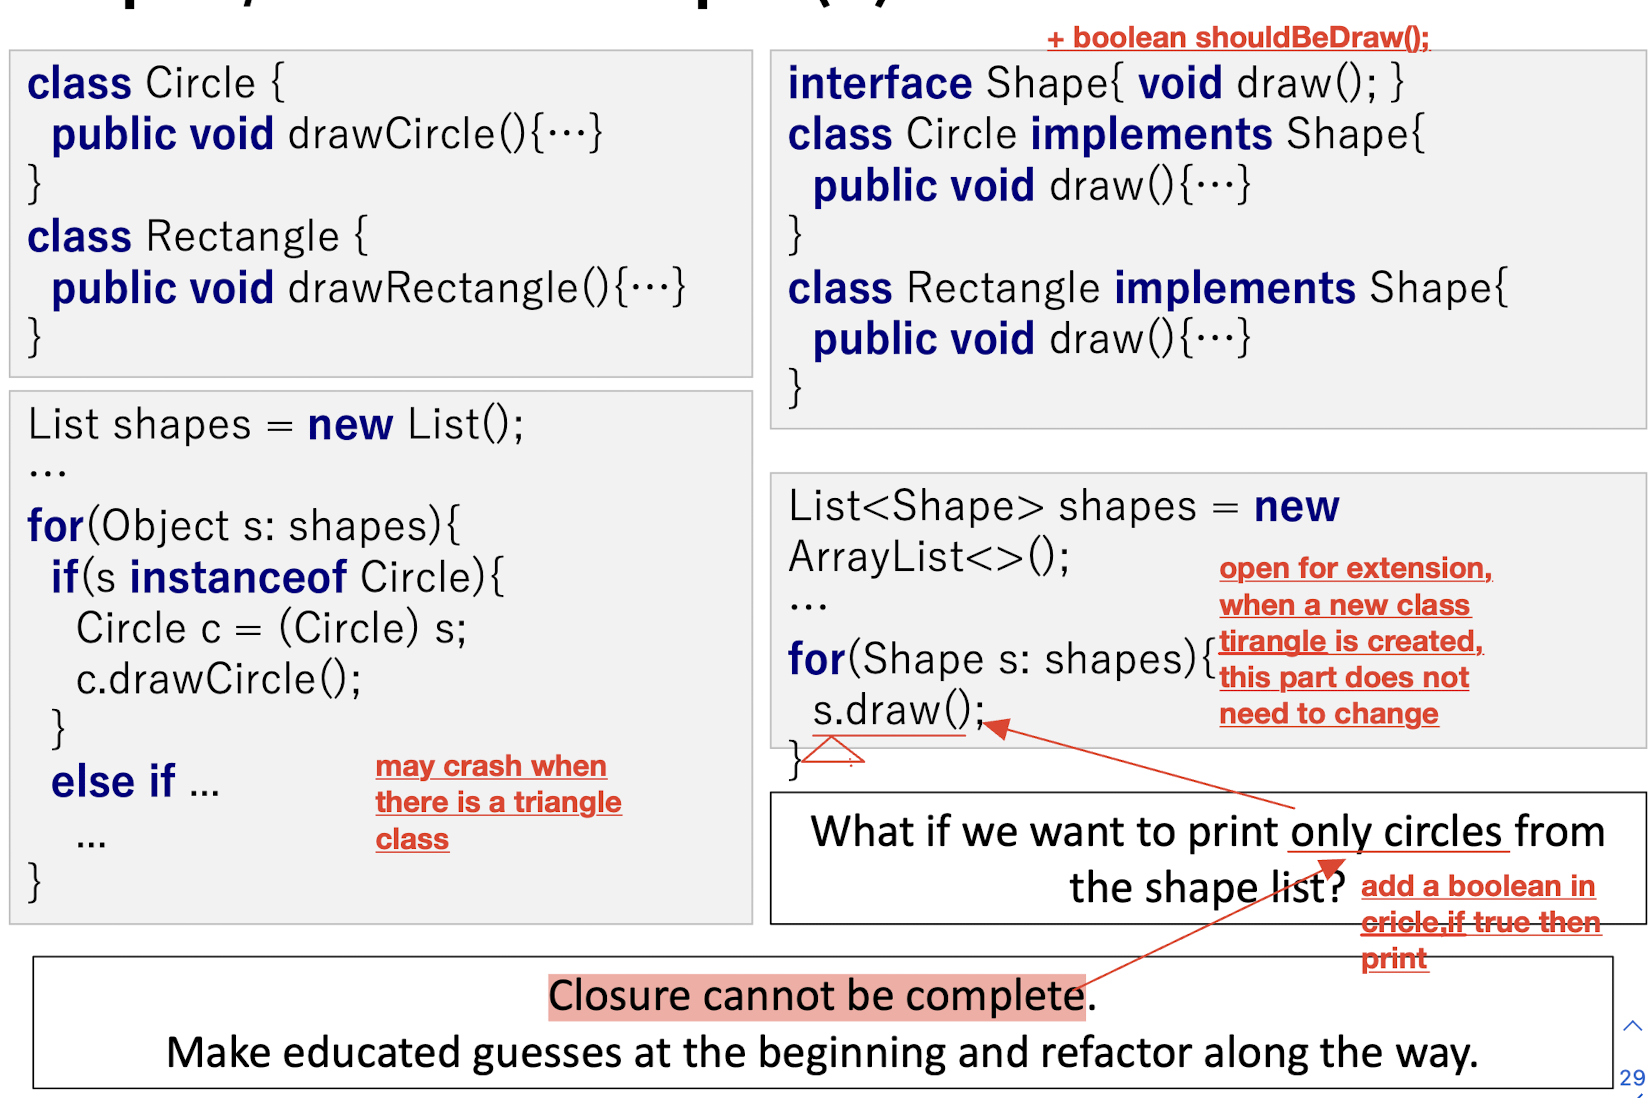 + boolean shouldBeDraw();
class Circle {
public void drawCircle(){…}
}
class Rectangle {
public void drawRectangle(){…}
}
List shapes = new List();
…
for(Object s: shapes){
if(s instanceof Circle){
Circle c = (Circle) s;
c.drawCircle();
}
else if ...
...
}
may crash when
there is a triangle
class
interface Shape{ void draw(); }
class Circle implements Shape{
public void draw(){…}
}
class Rectangle implements Shape{
public void draw(){…}
}
List<Shape> shapes = new
ArrayList<>();
…
for(Shape s: shapes){
s.draw();
}
open for extension,
when a new class
tirangle is created,
this part does not
need to change
What if we want to print only circles from
the shape list?
add a boolean in
cricle,if true then
print
Closure cannot be complete.
Make educated guesses at the beginning and refactor along the way.
29